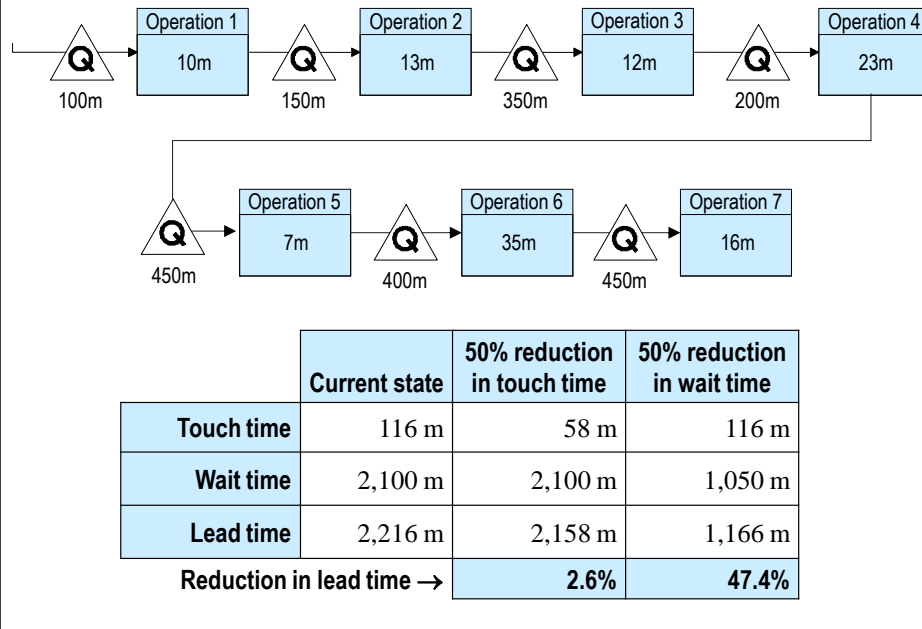 Operation 1 Operation 2 Operation 3 Operation 4
Q 10m Q 13m Q 12m Q 23m
100m 150m 350m 200m
Operation 5 Operation 6 Operation 7
Q 7m Q 35m Q 16m
450m 400m 450m
50% reduction 50% reduction
Current state in touch time in wait time
Touch time 116 m 58 m 116 m
Wait time 2,100 m 2,100 m 1,050 m
Lead time 2,216 m 2,158 m 1,166 m
Reduction in lead time → 2.6% 47.4%